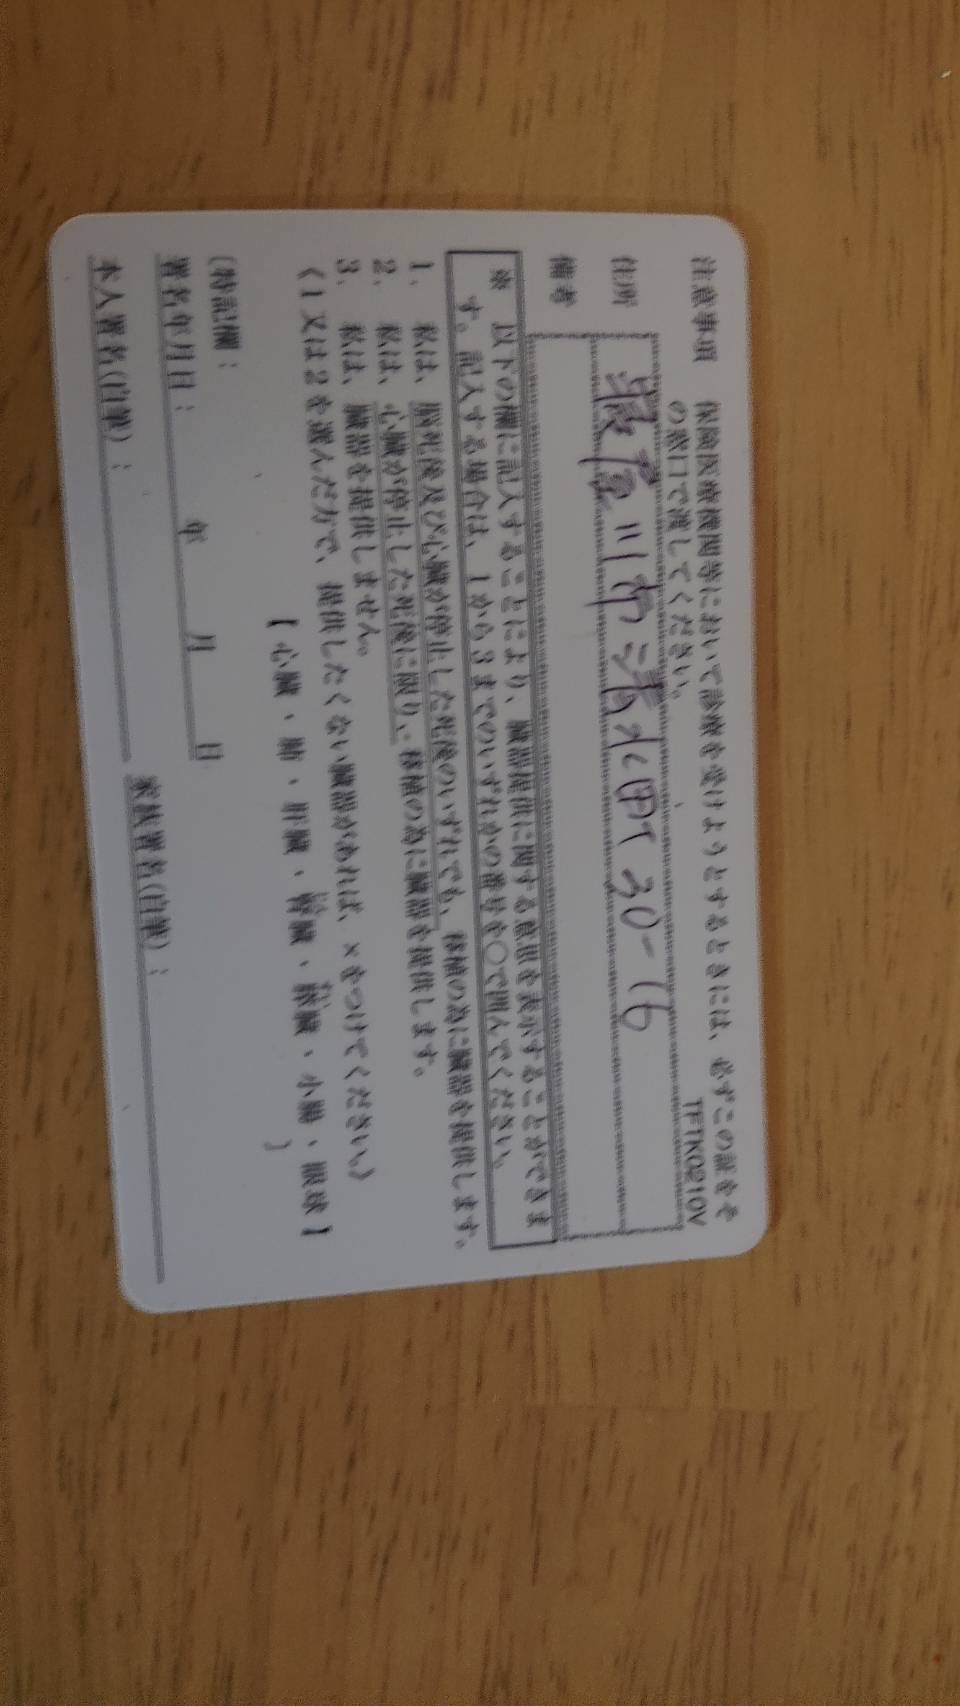 注意事項 保険医療機関等において診療を受けようとするときには、必ずこの証をそ
の窓口で渡してください。
TFTK0210V
住所 寝屋川市清水町30-16
備考
※ 以下の欄に記入することにより、臓器提供に関する意思を表示することができま
す。記入する場合は、1から3までのいずれかの番号を○で囲んでください。
1. 私は、脳死後及び心臓が停止した死後のいずれでも、移植の為に臓器を提供します。
2. 私は、心臓が停止した死後に限り、移植の為に臓器を提供します。
3. 私は、臓器を提供しません。
《1又は2を選んだ方で、提供したくない臓器があれば、×をつけてください。》
【 心臓 ・ 肺 ・ 肝臓 ・ 腎臓 ・ 膵臓 ・ 小腸 ・ 眼球 】
〔特記欄: 〕
署名年月日: 年 月 日
本人署名(自筆): 家族署名(自筆):